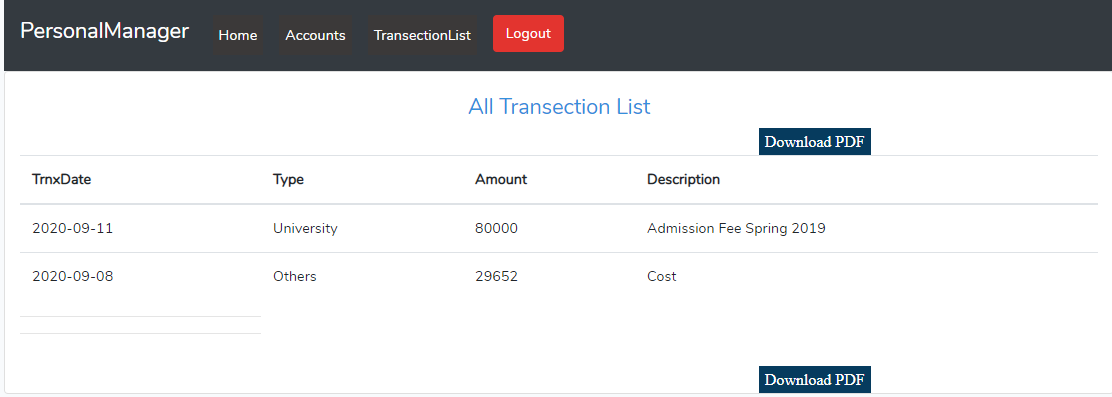 PersonalManager Home Accounts TransectionList Logout
All Transection List
Download PDF
TrnxDate Type Amount Description
2020-09-11 University 80000 Admission Fee Spring 2019
2020-09-08 Others 29652 Cost
Download PDF